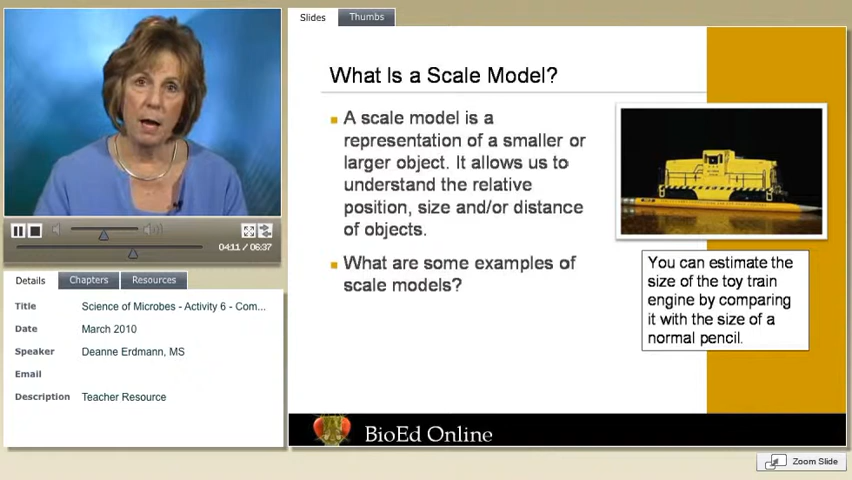 Slides
Thumbs
What Is a Scale Model?
A scale model is a
representation of a smaller or
larger object. It allows us to
understand the relative
position, size and/or distance
of objects.
What are some examples of
scale models?
You can estimate the
size of the toy train
engine by comparing
it with the size of a
normal pencil.
04:11 / 06:37
Details
Chapters
Resources
Title
Science of Microbes - Activity 6 - Com...
Date
March 2010
Speaker
Deanne Erdmann, MS
Email
Description
Teacher Resource
BioEd Online
Zoom Slide